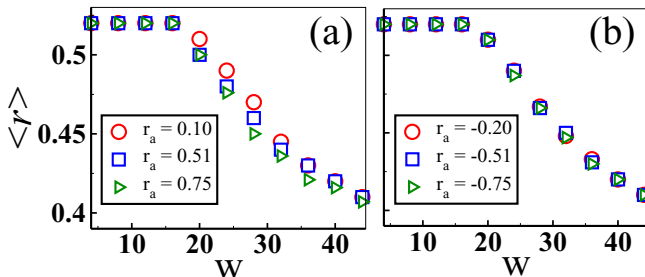 (a)
(b)
0.5
0.45
0.4
<r>
r_a = 0.10
r_a = 0.51
r_a = 0.75
r_a = -0.20
r_a = -0.51
r_a = -0.75
10 20 30 40
10 20 30 40
W
W